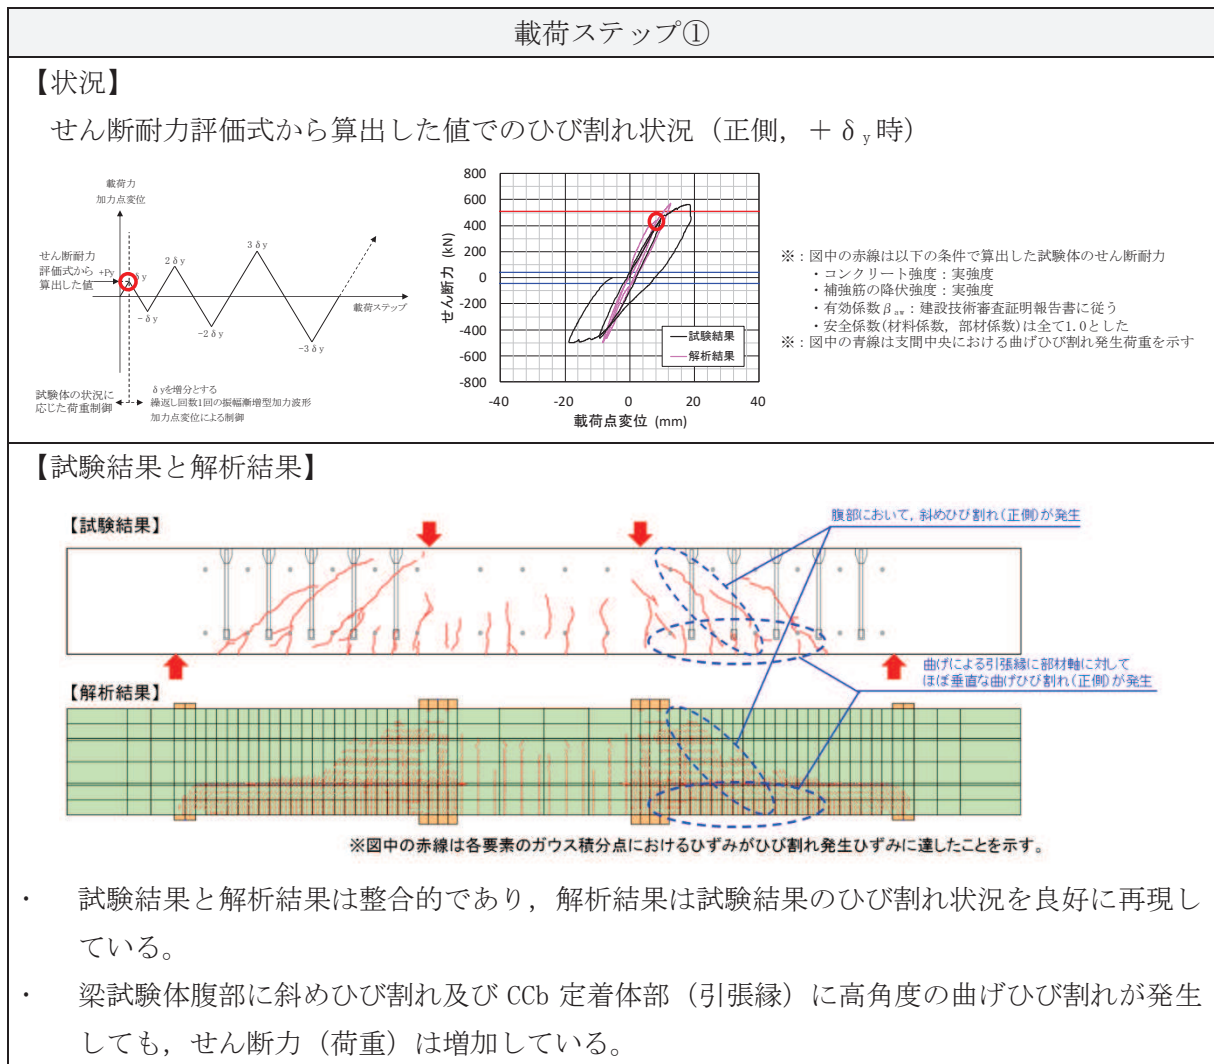 載荷ステップ①
【状況】
せん断耐力評価式から算出した値でのひび割れ状況（正側，＋δy時）
載荷力
加力点変位
せん断耐力
評価式から
算出した値
+Py
δy
2δy
3δy
-δy
-2δy
-3δy
載荷ステップ
試験体の状況に
応じた荷重制御
δyを増分とする
繰返し回数1回の振幅漸増型加力波形
加力点変位による制御
800
600
400
200
0
-200
-400
-600
-800
せん断力 (kN)
試験結果
解析結果
-40
-20
0
20
40
載荷点変位 (mm)
※：図中の赤線は以下の条件で算出した試験体のせん断耐力
・コンクリート強度：実強度
・補強筋の降伏強度：実強度
・有効係数βaw：建設技術審査証明報告書に従う
・安全係数(材料係数，部材係数)は全て1.0とした
※：図中の青線は支間中央における曲げひび割れ発生荷重を示す
【試験結果と解析結果】
【試験結果】
腹部において，斜めひび割れ(正側)が発生
曲げによる引張縁に部材軸に対して
ほぼ垂直な曲げひび割れ(正側)が発生
【解析結果】
※図中の赤線は各要素のガウス積分点におけるひずみがひび割れ発生ひずみに達したことを示す。
・　試験結果と解析結果は整合的であり，解析結果は試験結果のひび割れ状況を良好に再現し
ている。
・　梁試験体腹部に斜めひび割れ及び CCb 定着体部（引張縁）に高角度の曲げひび割れが発生
しても，せん断力（荷重）は増加している。